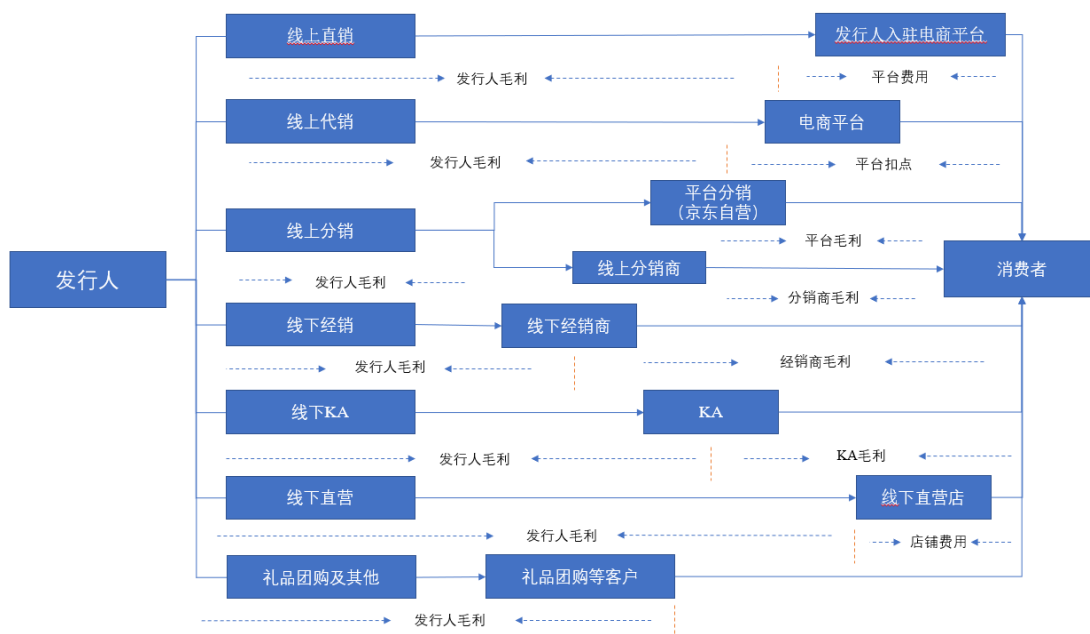 线上直销
发行人入驻电商平台
发行人毛利
平台费用
线上代销
电商平台
发行人毛利
平台扣点
平台分销
（京东自营）
线上分销
平台毛利
发行人
消费者
线上分销商
发行人毛利
分销商毛利
线下经销
线下经销商
发行人毛利
经销商毛利
线下KA
KA
发行人毛利
KA毛利
线下直营
线下直营店
发行人毛利
店铺费用
礼品团购及其他
礼品团购等客户
发行人毛利